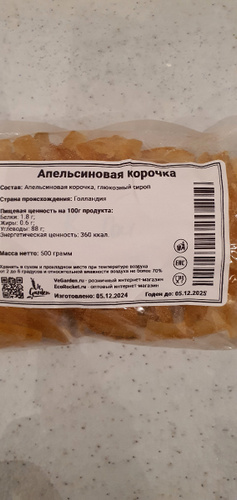 Апельсиновая корочка
Состав: Апельсиновая корочка, глюкозный сироп
Страна происхождения: Голландия
Пищевая ценность на 100г продукта:
Белки: 1.8 г;
Жиры: 0.6 г;
Углеводы: 88 г;
Энергетическая ценность: 360 ккал.
Масса нетто: 500 грамм
Хранить в сухом и прохладном месте при температуре воздуха
от 2 до 8 градусов и относительной влажности воздуха не более 70%.
VeGarden.ru - розничный интернет-магазин
EcoRocket.ru - оптовый интернет-магазин
Изготовлено: 05.12.2024 Годен до: 05.12.2025
EAC